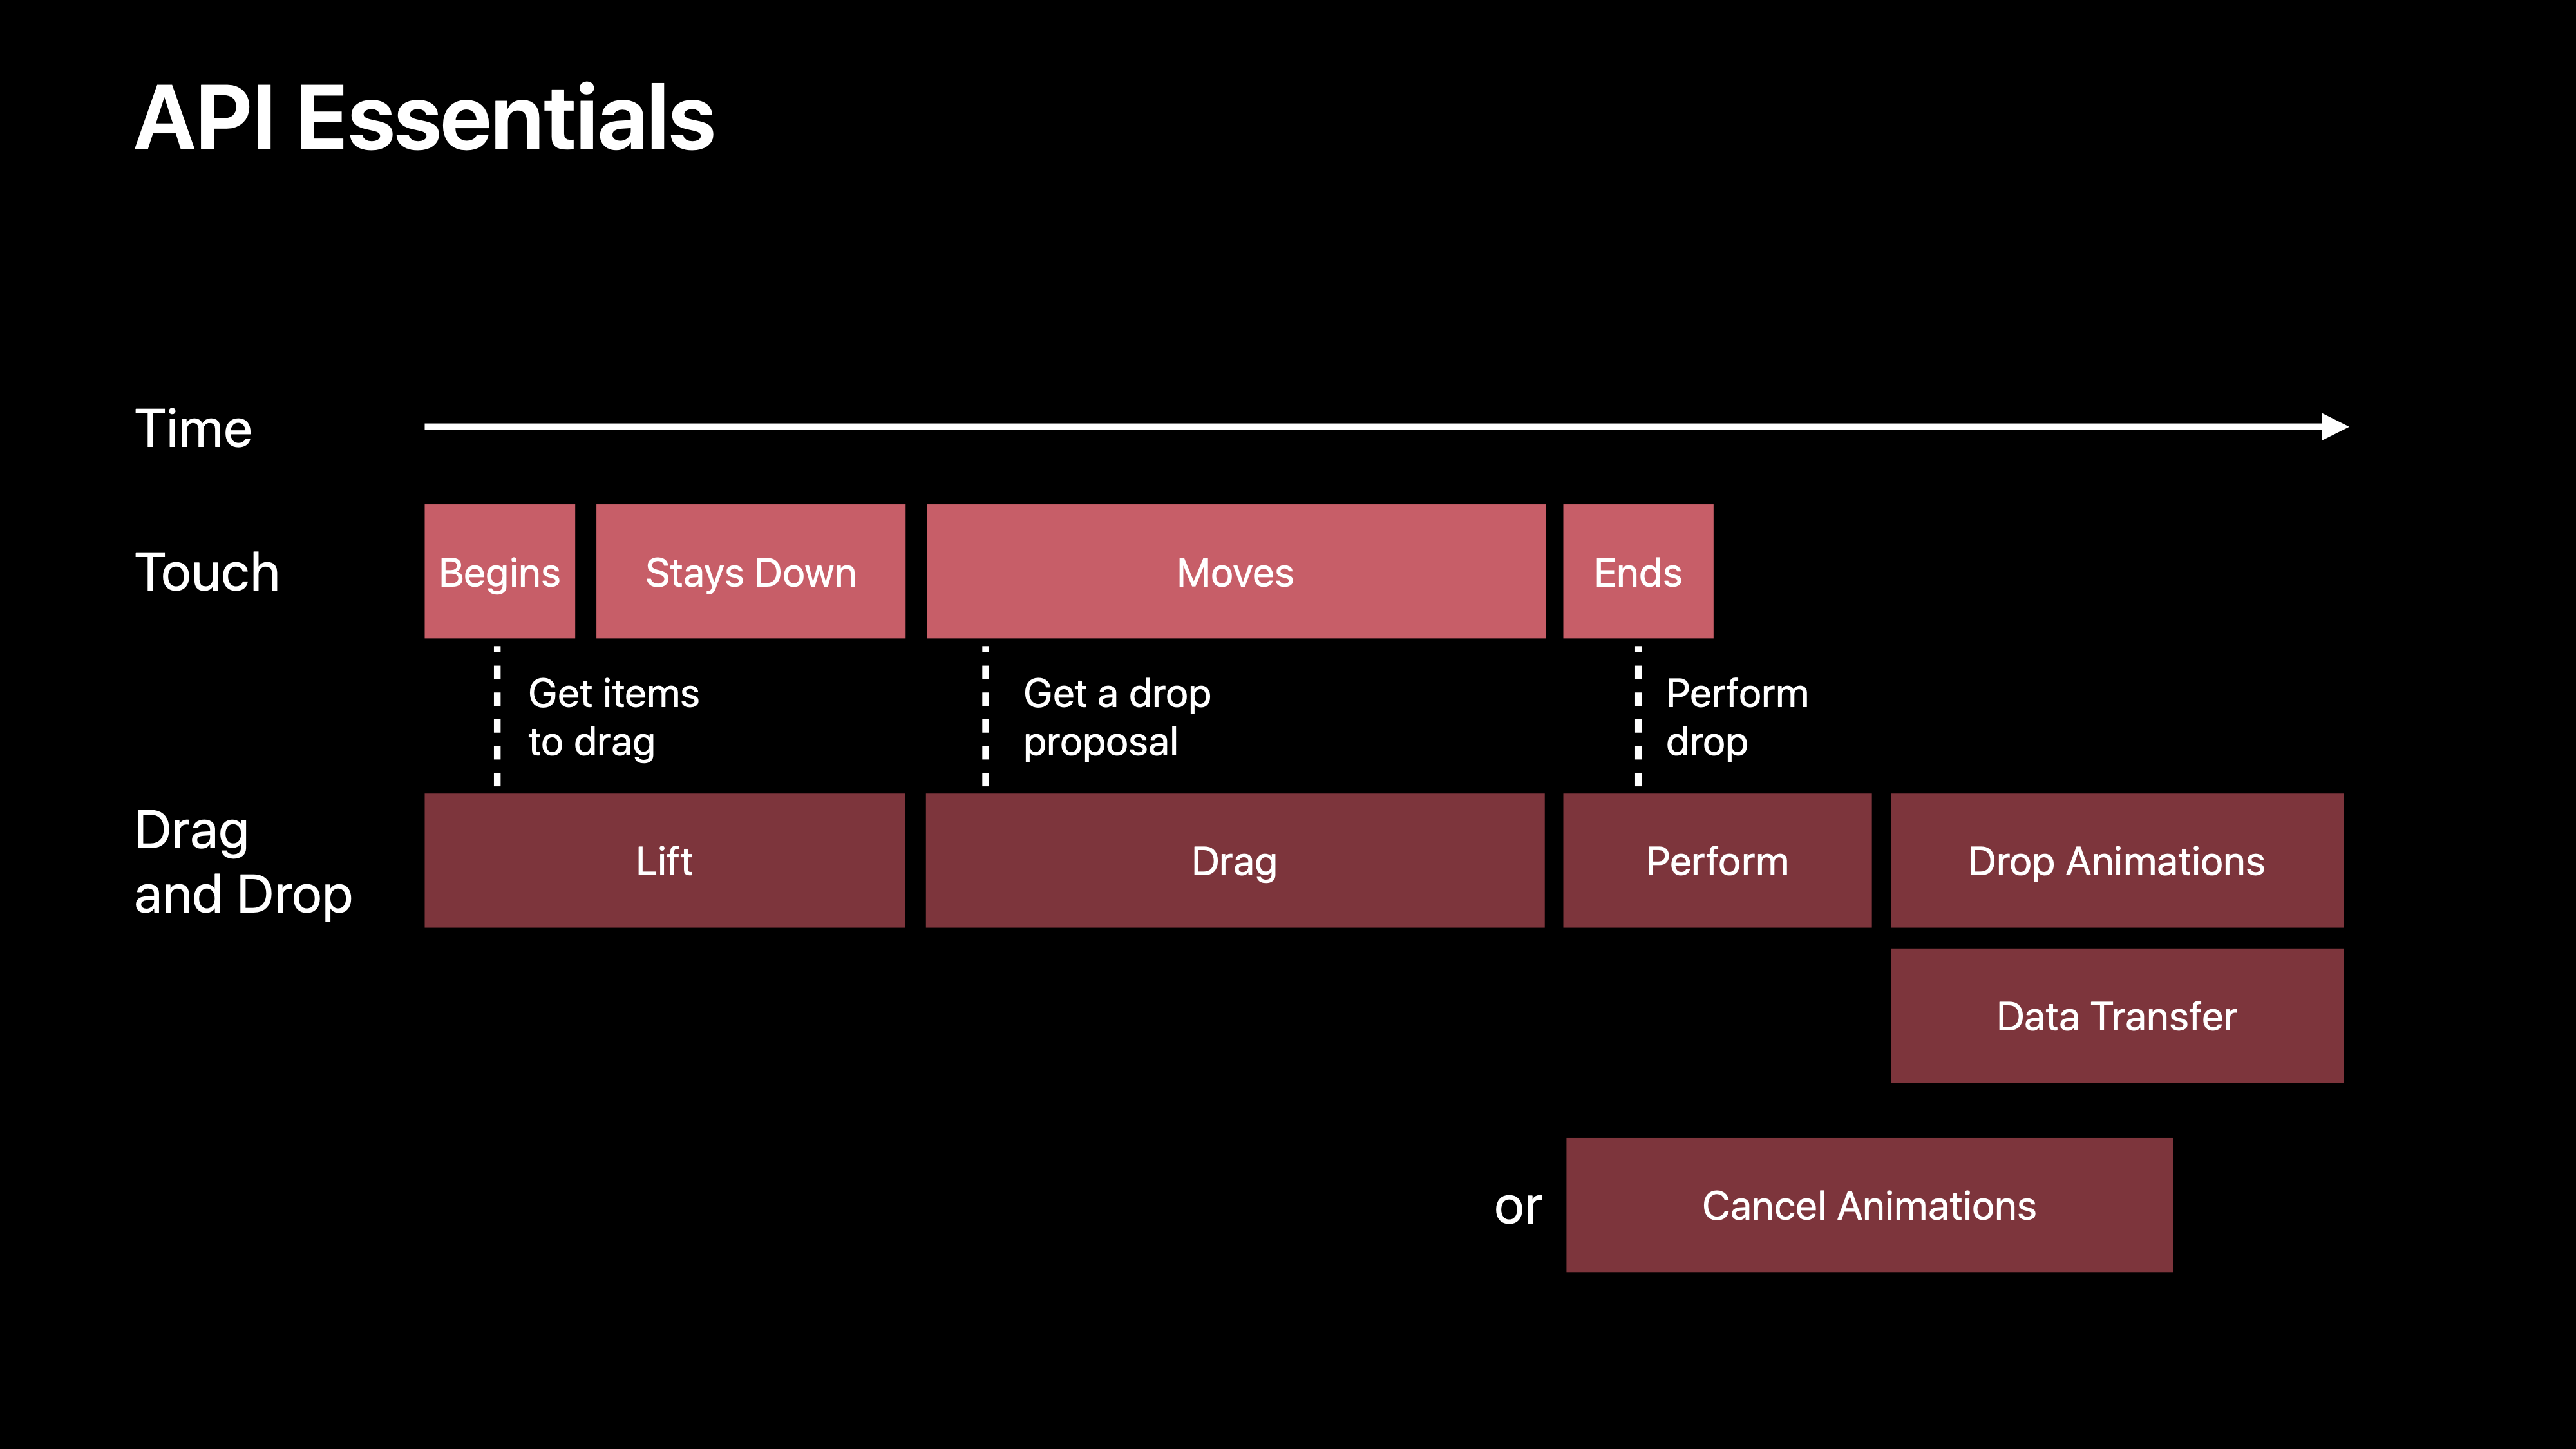 API Essentials
Time
Touch
Begins
Stays Down
Moves
Ends
Get items
to drag
Get a drop
proposal
Perform
drop
Drag
and Drop
Lift
Drag
Perform
Drop Animations
Data Transfer
or
Cancel Animations